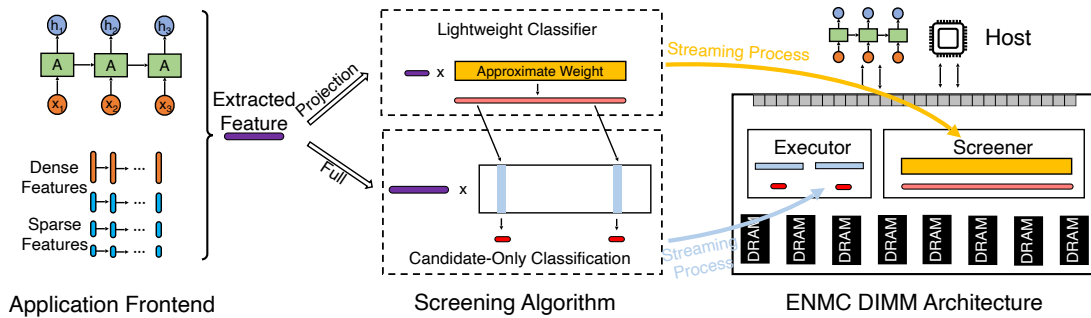 h1 h2 h3
A A A
x1 x2 x3
Dense
Features
...
Sparse
Features
...
...
...
Extracted
Feature
Projection
Full
Lightweight Classifier
x Approximate Weight
x
Candidate-Only Classification
Streaming Process
Streaming
Process
Host
Executor
Screener
DRAM DRAM DRAM DRAM DRAM DRAM DRAM DRAM
Application Frontend
Screening Algorithm
ENMC DIMM Architecture